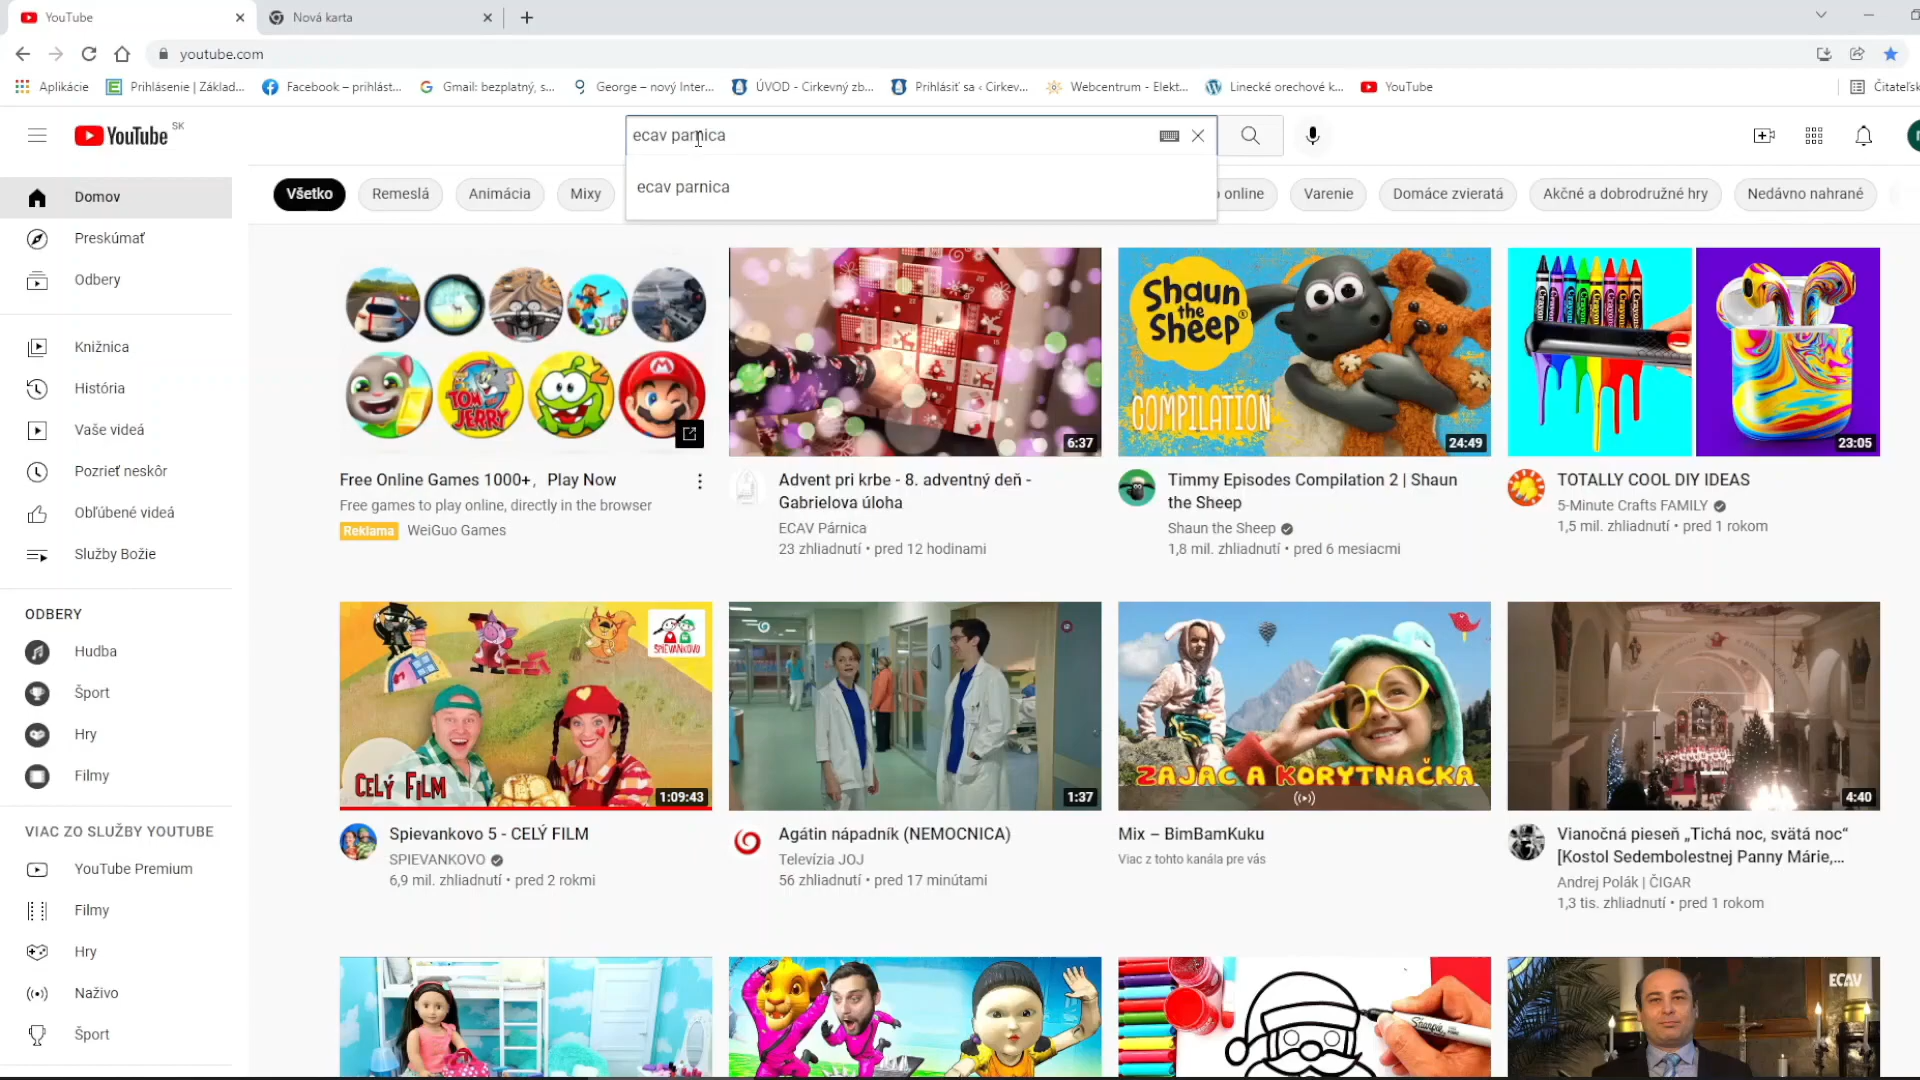 YouTube
Nová karta
youtube.com
Aplikácie
Prihlásenie | Základ...
Facebook – prihlást...
Gmail: bezplatný, s...
George – nový Inter...
ÚVOD - Cirkevný zb...
Prihlásiť sa ‹ Cirkev...
Webcentrum - Elekt...
Linecké orechové k...
YouTube
Čitateľsk
YouTube SK
ecav parnica
ecav parnica
Všetko
Remeslá
Animácia
Mixy
online
Varenie
Domáce zvieratá
Akčné a dobrodružné hry
Nedávno nahrané
Domov
Preskúmať
Odbery
Knižnica
História
Vaše videá
Pozrieť neskôr
Obľúbené videá
Služby Božie
ODBERY
Hudba
Šport
Hry
Filmy
VIAC ZO SLUŽBY YOUTUBE
YouTube Premium
Filmy
Hry
Naživo
Šport
TOM
JERRY
2
Free Online Games 1000+, Play Now
Free games to play online, directly in the browser
Reklama WeiGuo Games
6:37
Advent pri krbe - 8. adventný deň -
Gabrielova úloha
ECAV Párnica
23 zhliadnutí • pred 12 hodinami
Shaun
the
Sheep
COMPILATION
24:49
Timmy Episodes Compilation 2 | Shaun
the Sheep
Shaun the Sheep
1,8 mil. zhliadnutí • pred 6 mesiacmi
23:05
TOTALLY COOL DIY IDEAS
5-Minute Crafts FAMILY
1,5 mil. zhliadnutí • pred 1 rokom
SPIEVANKOVO
CELÝ FILM
1:09:43
Spievankovo 5 - CELÝ FILM
SPIEVANKOVO
6,9 mil. zhliadnutí • pred 2 rokmi
1:37
Agátin nápadník (NEMOCNICA)
Televízia JOJ
56 zhliadnutí • pred 17 minútami
ZAJAC A KORYTNAČKA
Mix – BimBamKuku
Viac z tohto kanála pre vás
4:40
Vianočná pieseň „Tichá noc, svätá noc“
[Kostol Sedembolestnej Panny Márie,...
Andrej Polák | ČIGAR
1,3 tis. zhliadnutí • pred 1 rokom
Sharpie
ECAV